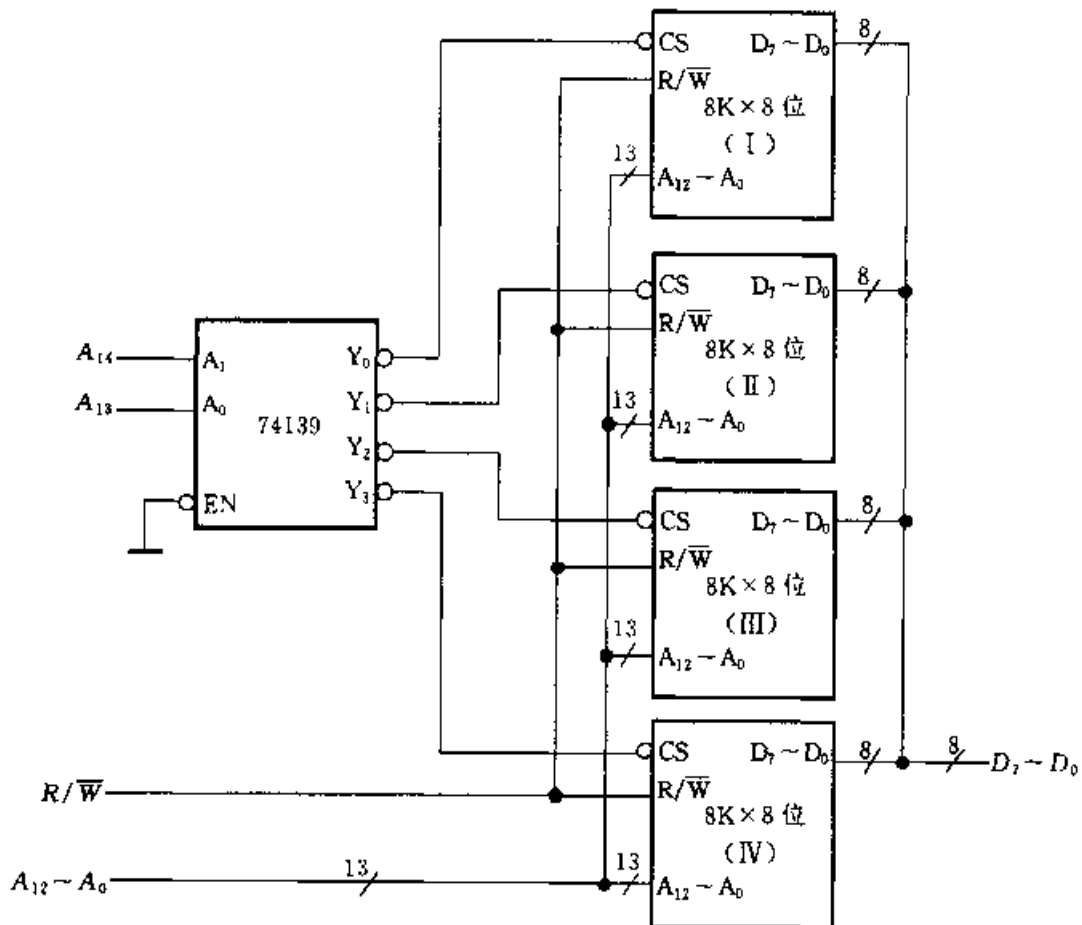 CS
D₇~D₀
8
R/W̅
8K×8 位
(Ⅰ)
13
A₁₂~A₀
CS
D₇~D₀
8
R/W̅
8K×8 位
(Ⅱ)
13
A₁₂~A₀
A₁₄
A₁
Y₀
A₁₃
A₀
Y₁
74139
Y₂
Y₃
EN
CS
D₇~D₀
8
R/W̅
8K×8 位
(Ⅲ)
13
A₁₂~A₀
CS
D₇~D₀
8
8
D₇~D₀
R/W̅
R/W̅
8K×8 位
(Ⅳ)
A₁₂~A₀
13
13
A₁₂~A₀